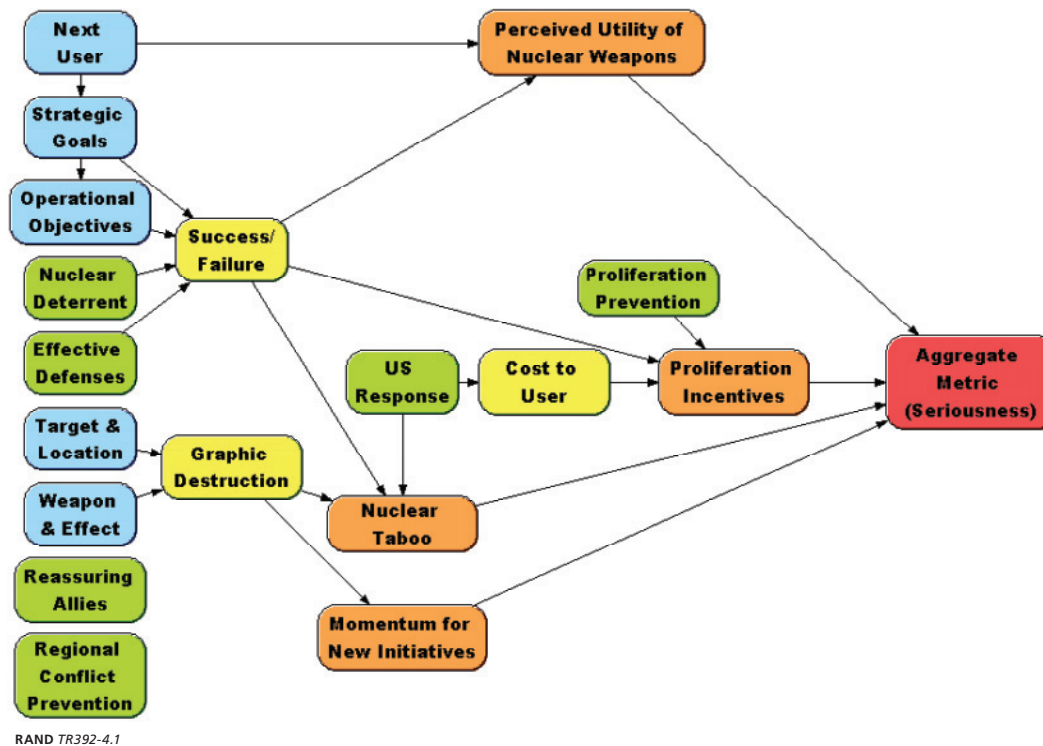 Next
User
Perceived Utility of
Nuclear Weapons
Strategic
Goals
Operational
Objectives
Success/
Failure
Nuclear
Deterrent
Proliferation
Prevention
Effective
Defenses
US
Response
Cost to
User
Proliferation
Incentives
Aggregate
Metric
(Seriousness)
Target &
Location
Graphic
Destruction
Weapon
& Effect
Nuclear
Taboo
Reassuring
Allies
Momentum for
New Initiatives
Regional
Conflict
Prevention
RAND TR392-4.1